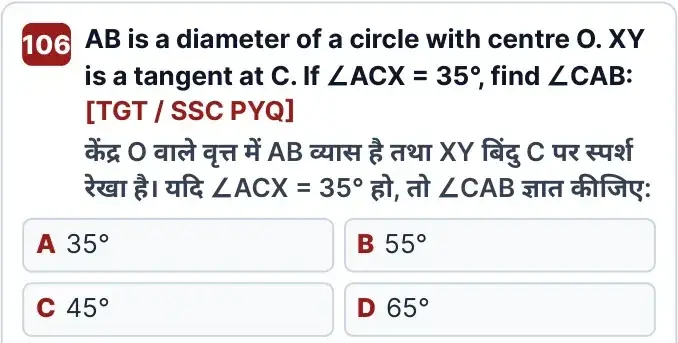 106 AB is a diameter of a circle with centre O. XY
is a tangent at C. If ∠ACX = 35°, find ∠CAB:
[TGT / SSC PYQ]
केंद्र O वाले वृत्त में AB व्यास है तथा XY बिंदु C पर स्पर्श
रेखा है। यदि ∠ACX = 35° हो, तो ∠CAB ज्ञात कीजिए:
A 35° B 55°
C 45° D 65°